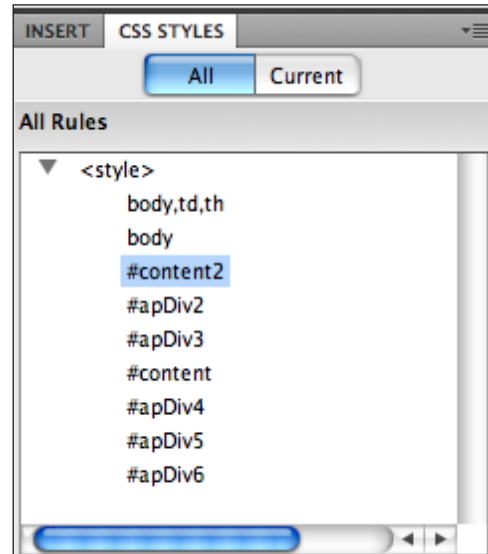 INSERT CSS STYLES
All Current
All Rules
<style>
body,td,th
body
#content2
#apDiv2
#apDiv3
#content
#apDiv4
#apDiv5
#apDiv6